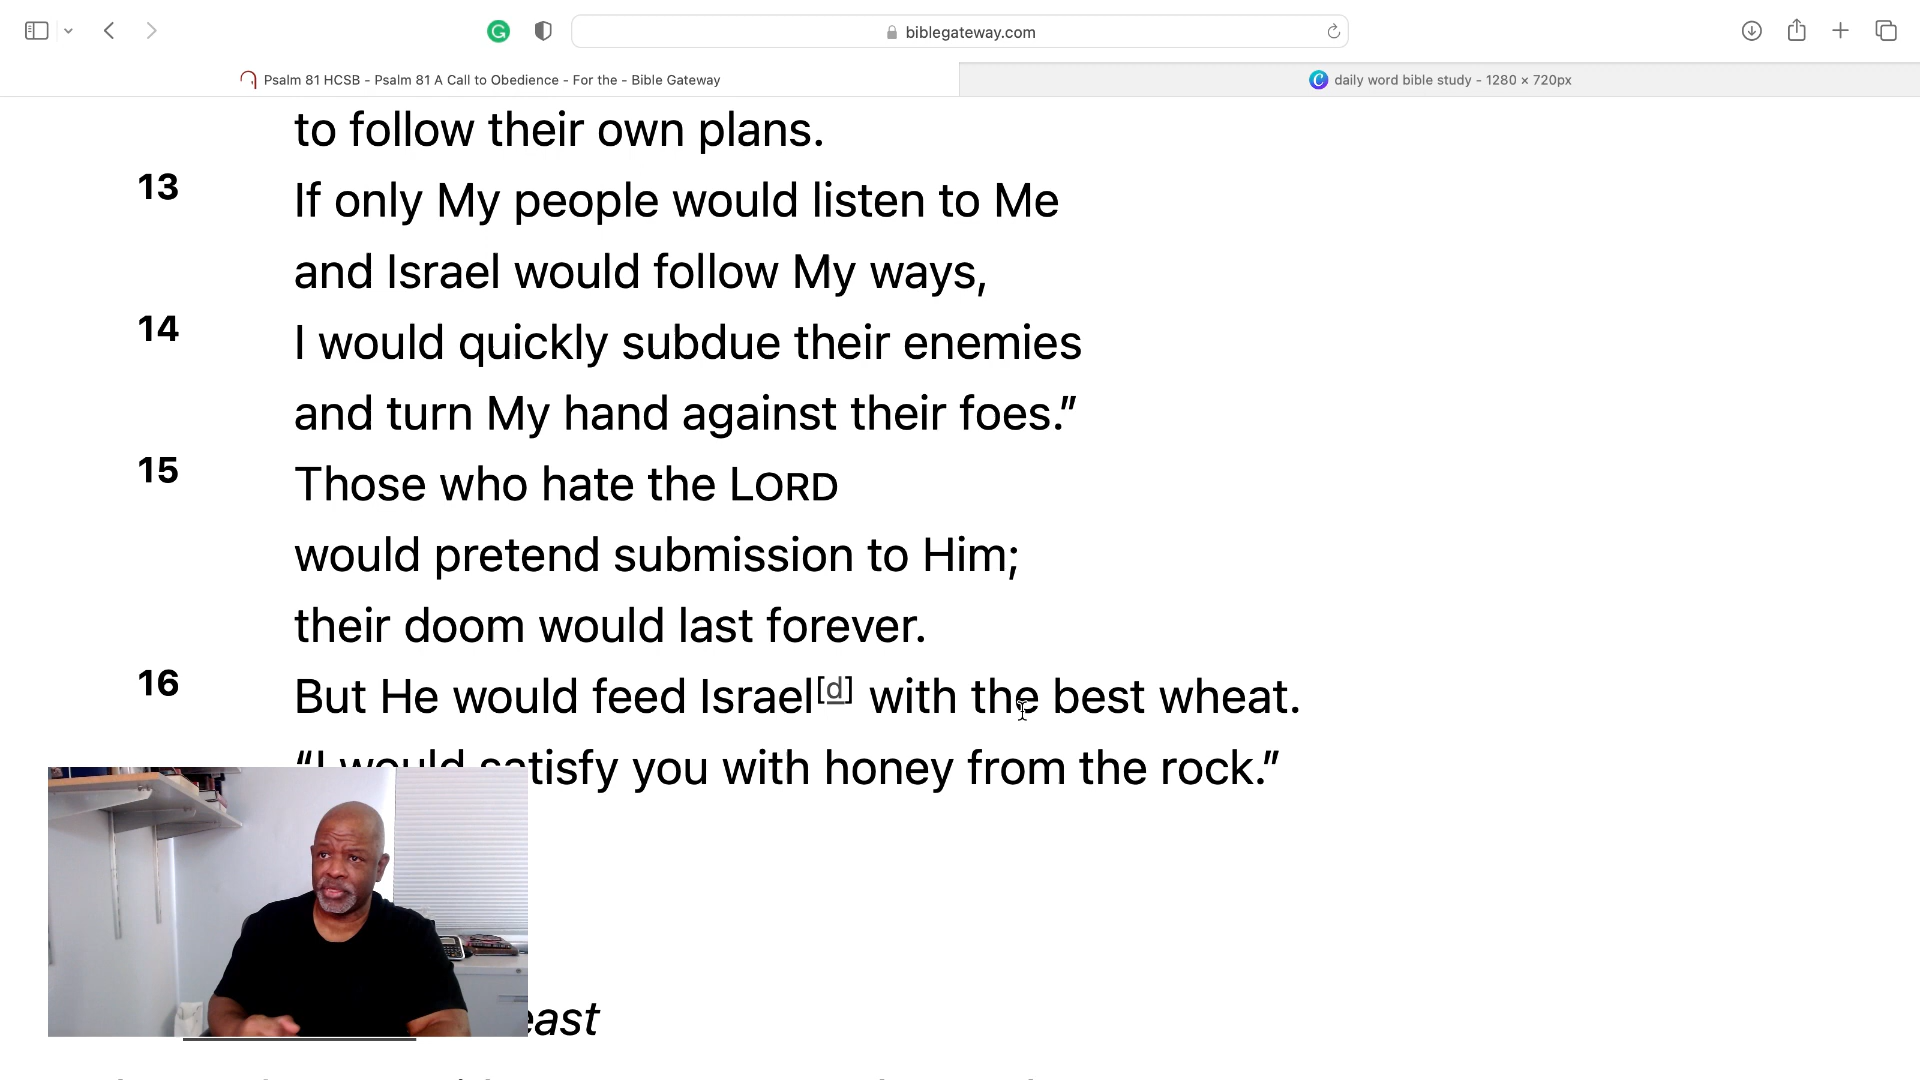 biblegateway.com
Psalm 81 HCSB - Psalm 81 A Call to Obedience - For the - Bible Gateway
daily word bible study - 1280 × 720px
to follow their own plans.
13 If only My people would listen to Me
and Israel would follow My ways,
14 I would quickly subdue their enemies
and turn My hand against their foes.”
15 Those who hate the LORD
would pretend submission to Him;
their doom would last forever.
16 But He would feed Israel[d] with the best wheat.
“I would satisfy you with honey from the rock.”